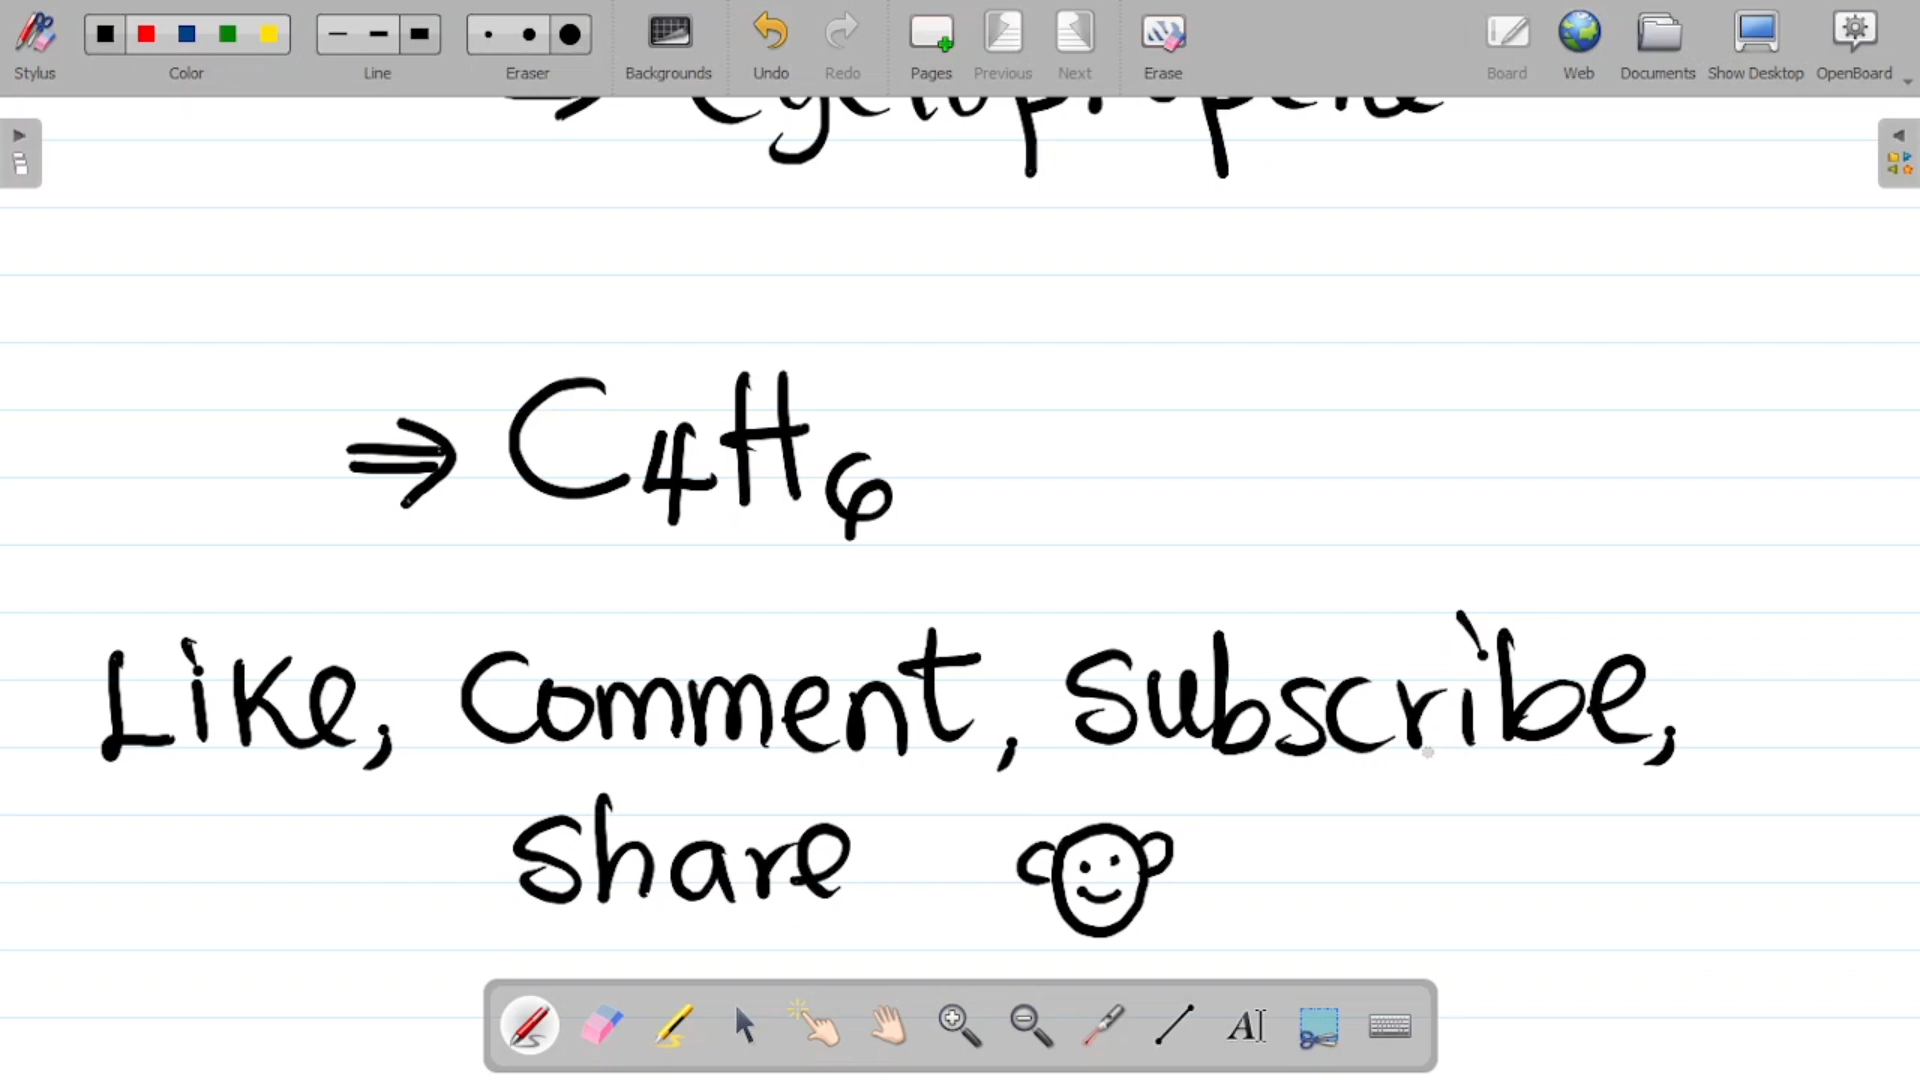 Stylus Color Line Eraser Backgrounds Undo Redo Pages Previous Next Erase Board Web Documents Show Desktop OpenBoard
⇒ Cyclopropene
⇒ C₄H₆
Like, Comment, Subscribe,
Share